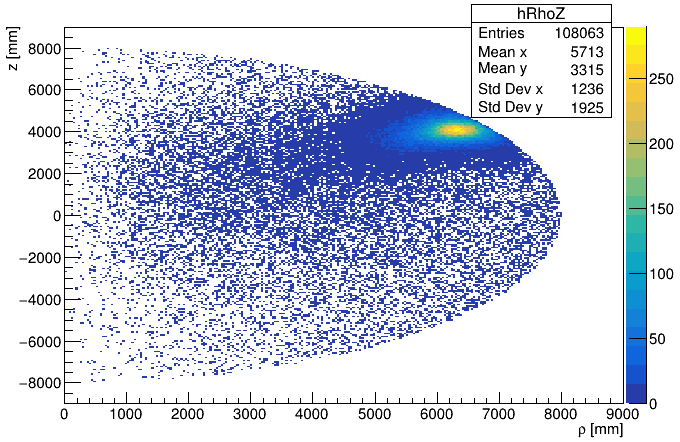 hRhoZ
Entries 108063
Mean x 5713
Mean y 3315
Std Dev x 1236
Std Dev y 1925
z [mm]
8000
6000
4000
2000
0
−2000
−4000
−6000
−8000
0 1000 2000 3000 4000 5000 6000 7000 8000 9000
ρ [mm]
250
200
150
100
50
0